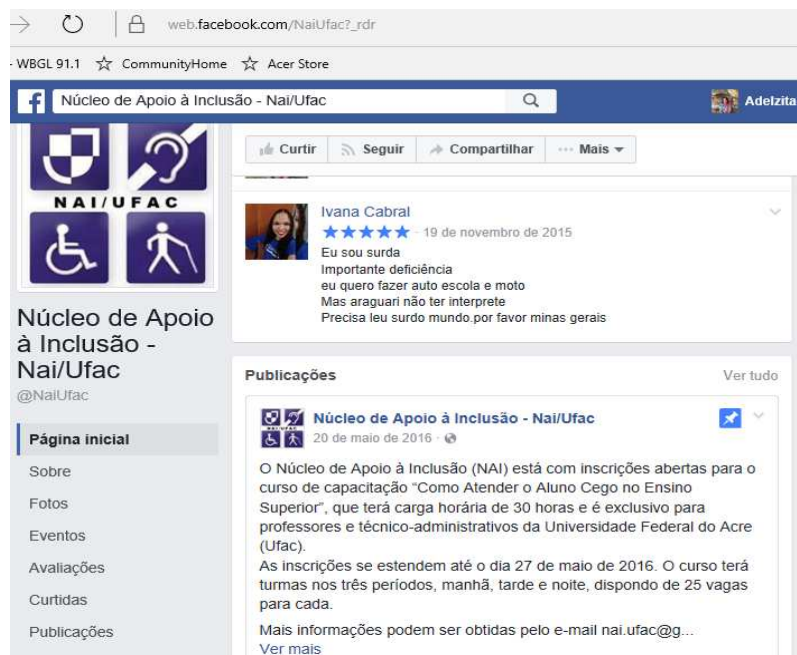 web.facebook.com/NaiUfac?_rdr
- WBGL 91.1 CommunityHome Acer Store
f Núcleo de Apoio à Inclusão - Nai/Ufac Adelzita
NAI/UFAC
Núcleo de Apoio
à Inclusão -
Nai/Ufac
@NaiUfac
Página inicial
Sobre
Fotos
Eventos
Avaliações
Curtidas
Publicações
Curtir Seguir Compartilhar ... Mais
Ivana Cabral
19 de novembro de 2015
Eu sou surda
Importante deficiência
eu quero fazer auto escola e moto
Mas araguari não ter interprete
Precisa leu surdo mundo.por favor minas gerais
Publicações Ver tudo
NAI/UFAC
Núcleo de Apoio à Inclusão - Nai/Ufac
20 de maio de 2016 ·
O Núcleo de Apoio à Inclusão (NAI) está com inscrições abertas para o
curso de capacitação “Como Atender o Aluno Cego no Ensino
Superior”, que terá carga horária de 30 horas e é exclusivo para
professores e técnico-administrativos da Universidade Federal do Acre
(Ufac).
As inscrições se estendem até o dia 27 de maio de 2016. O curso terá
turmas nos três períodos, manhã, tarde e noite, dispondo de 25 vagas
para cada.
Mais informações podem ser obtidas pelo e-mail nai.ufac@g...
Ver mais